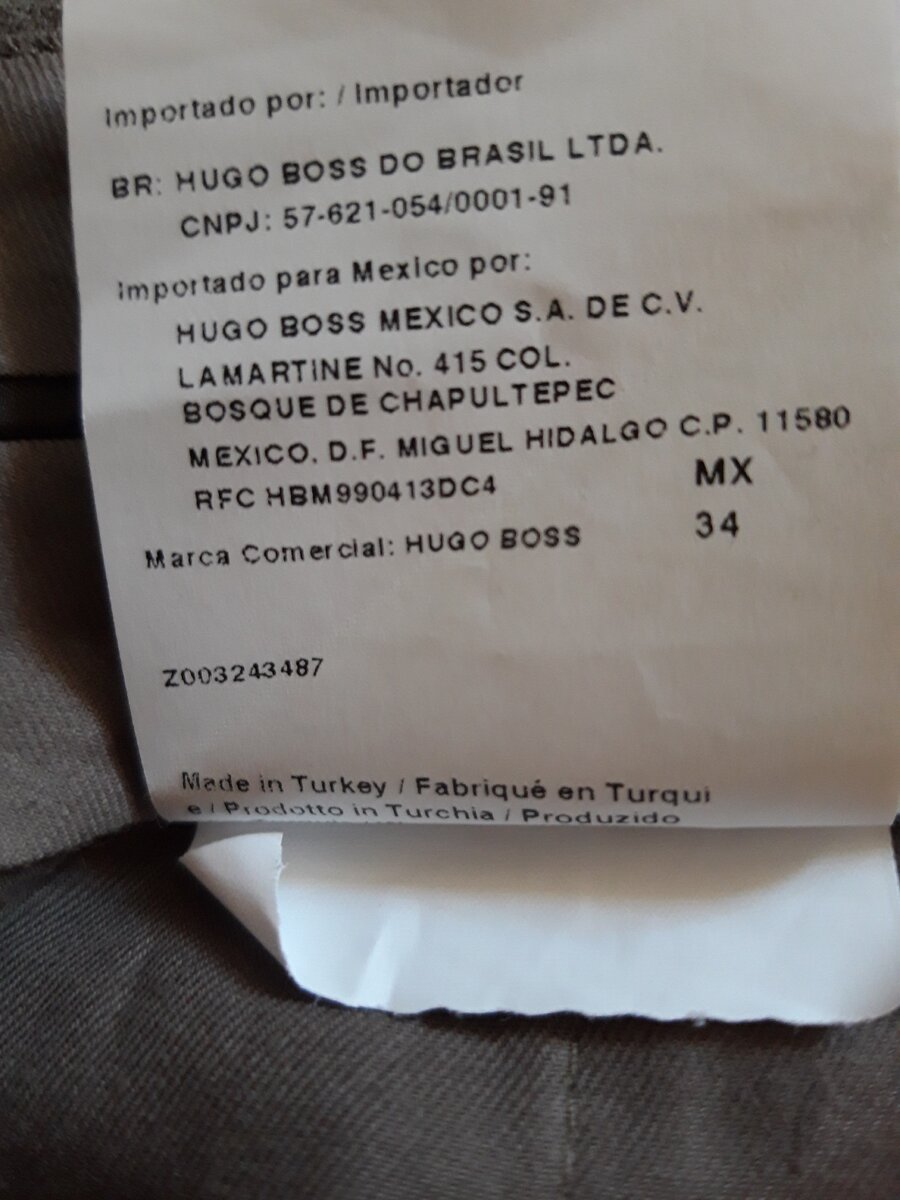 Importado por: / Importador
BR: HUGO BOSS DO BRASIL LTDA.
CNPJ: 57-621-054/0001-91
Importado para Mexico por:
HUGO BOSS MEXICO S.A. DE C.V.
LAMARTINE No. 415 COL.
BOSQUE DE CHAPULTEPEC
MEXICO. D.F. MIGUEL HIDALGO C.P. 11580
RFC HBM990413DC4 MX
Marca Comercial: HUGO BOSS 34
Z003243487
Made in Turkey / Fabriqué en Turqui
e / Prodotto in Turchia / Produzido